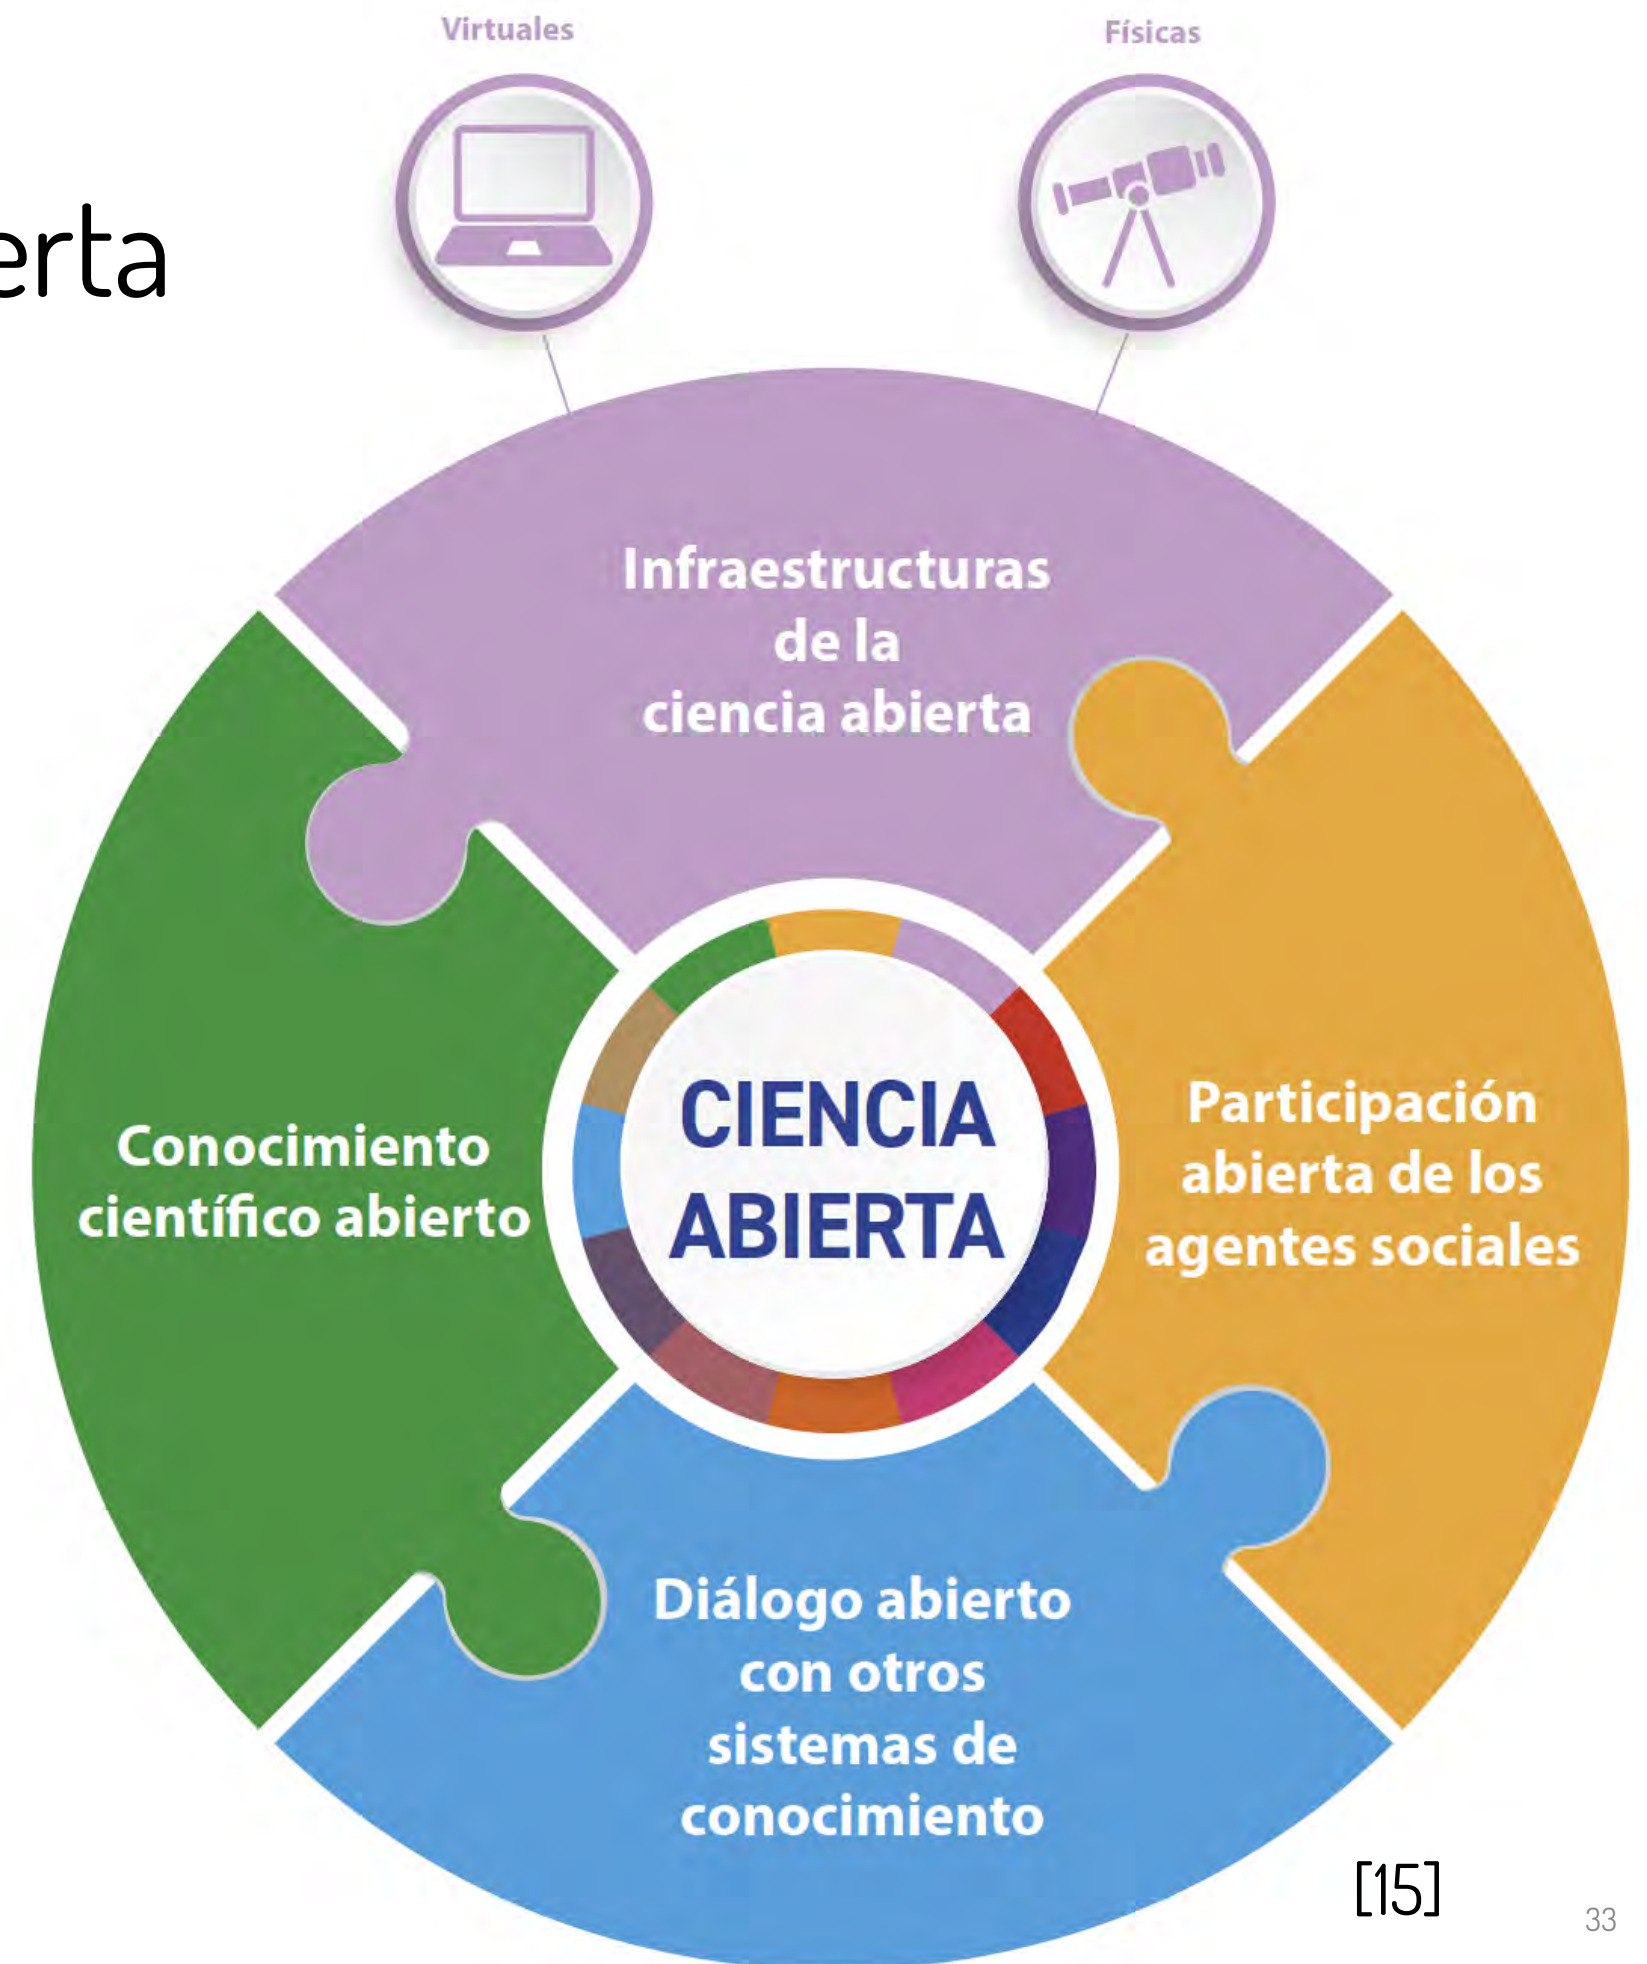 Virtuales
Físicas
erta
Infraestructuras
de la
ciencia abierta
Conocimiento
científico abierto
CIENCIA
ABIERTA
Participación
abierta de los
agentes sociales
Diálogo abierto
con otros
sistemas de
conocimiento
[15]
33